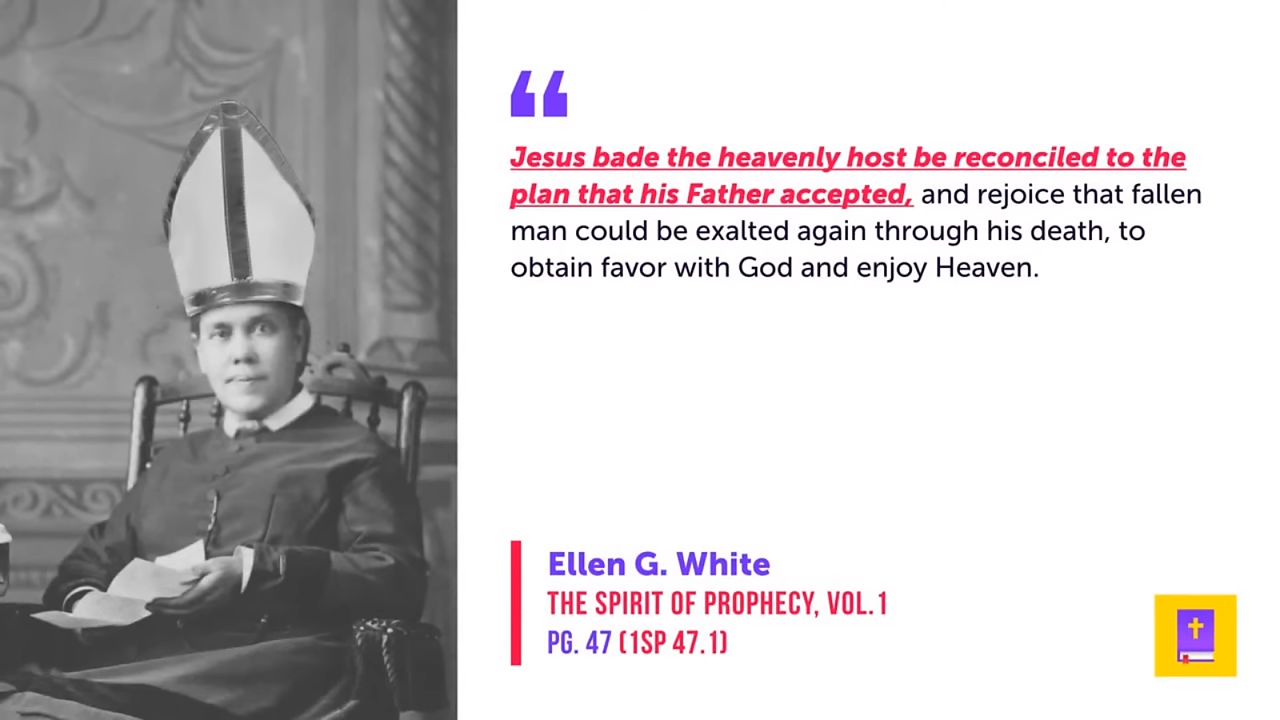 “
Jesus bade the heavenly host be reconciled to the
plan that his Father accepted, and rejoice that fallen
man could be exalted again through his death, to
obtain favor with God and enjoy Heaven.
Ellen G. White
THE SPIRIT OF PROPHECY, VOL.1
PG. 47 (1SP 47.1)